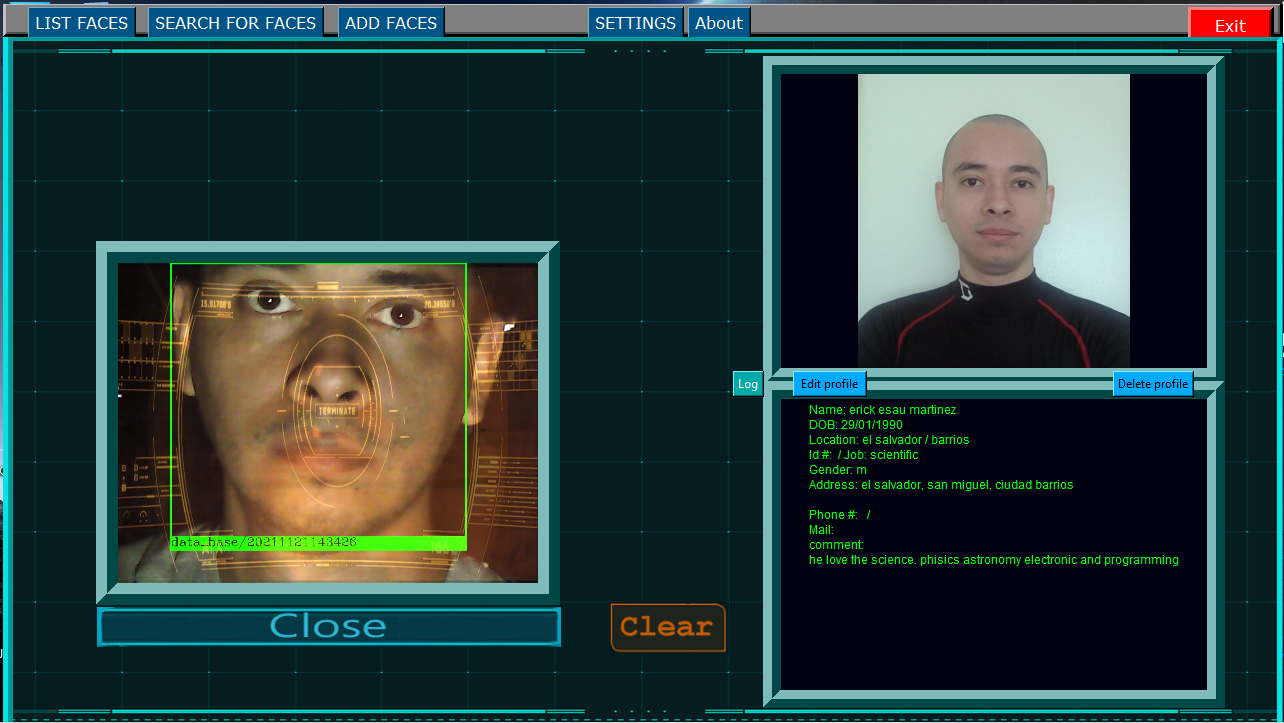 LIST FACES
SEARCH FOR FACES
ADD FACES
SETTINGS
About
Exit
TERMINATE
data_base/20211121143426
Close
Clear
Log
Edit profile
Delete profile
Name: erick esau martinez
DOB: 29/01/1990
Location: el salvador / barrios
Id #:  / Job: scientific
Gender: m
Address: el salvador, san miguel, ciudad barrios
Phone #:  /
Mail:
comment:
he love the science. phisics astronomy electronic and programming